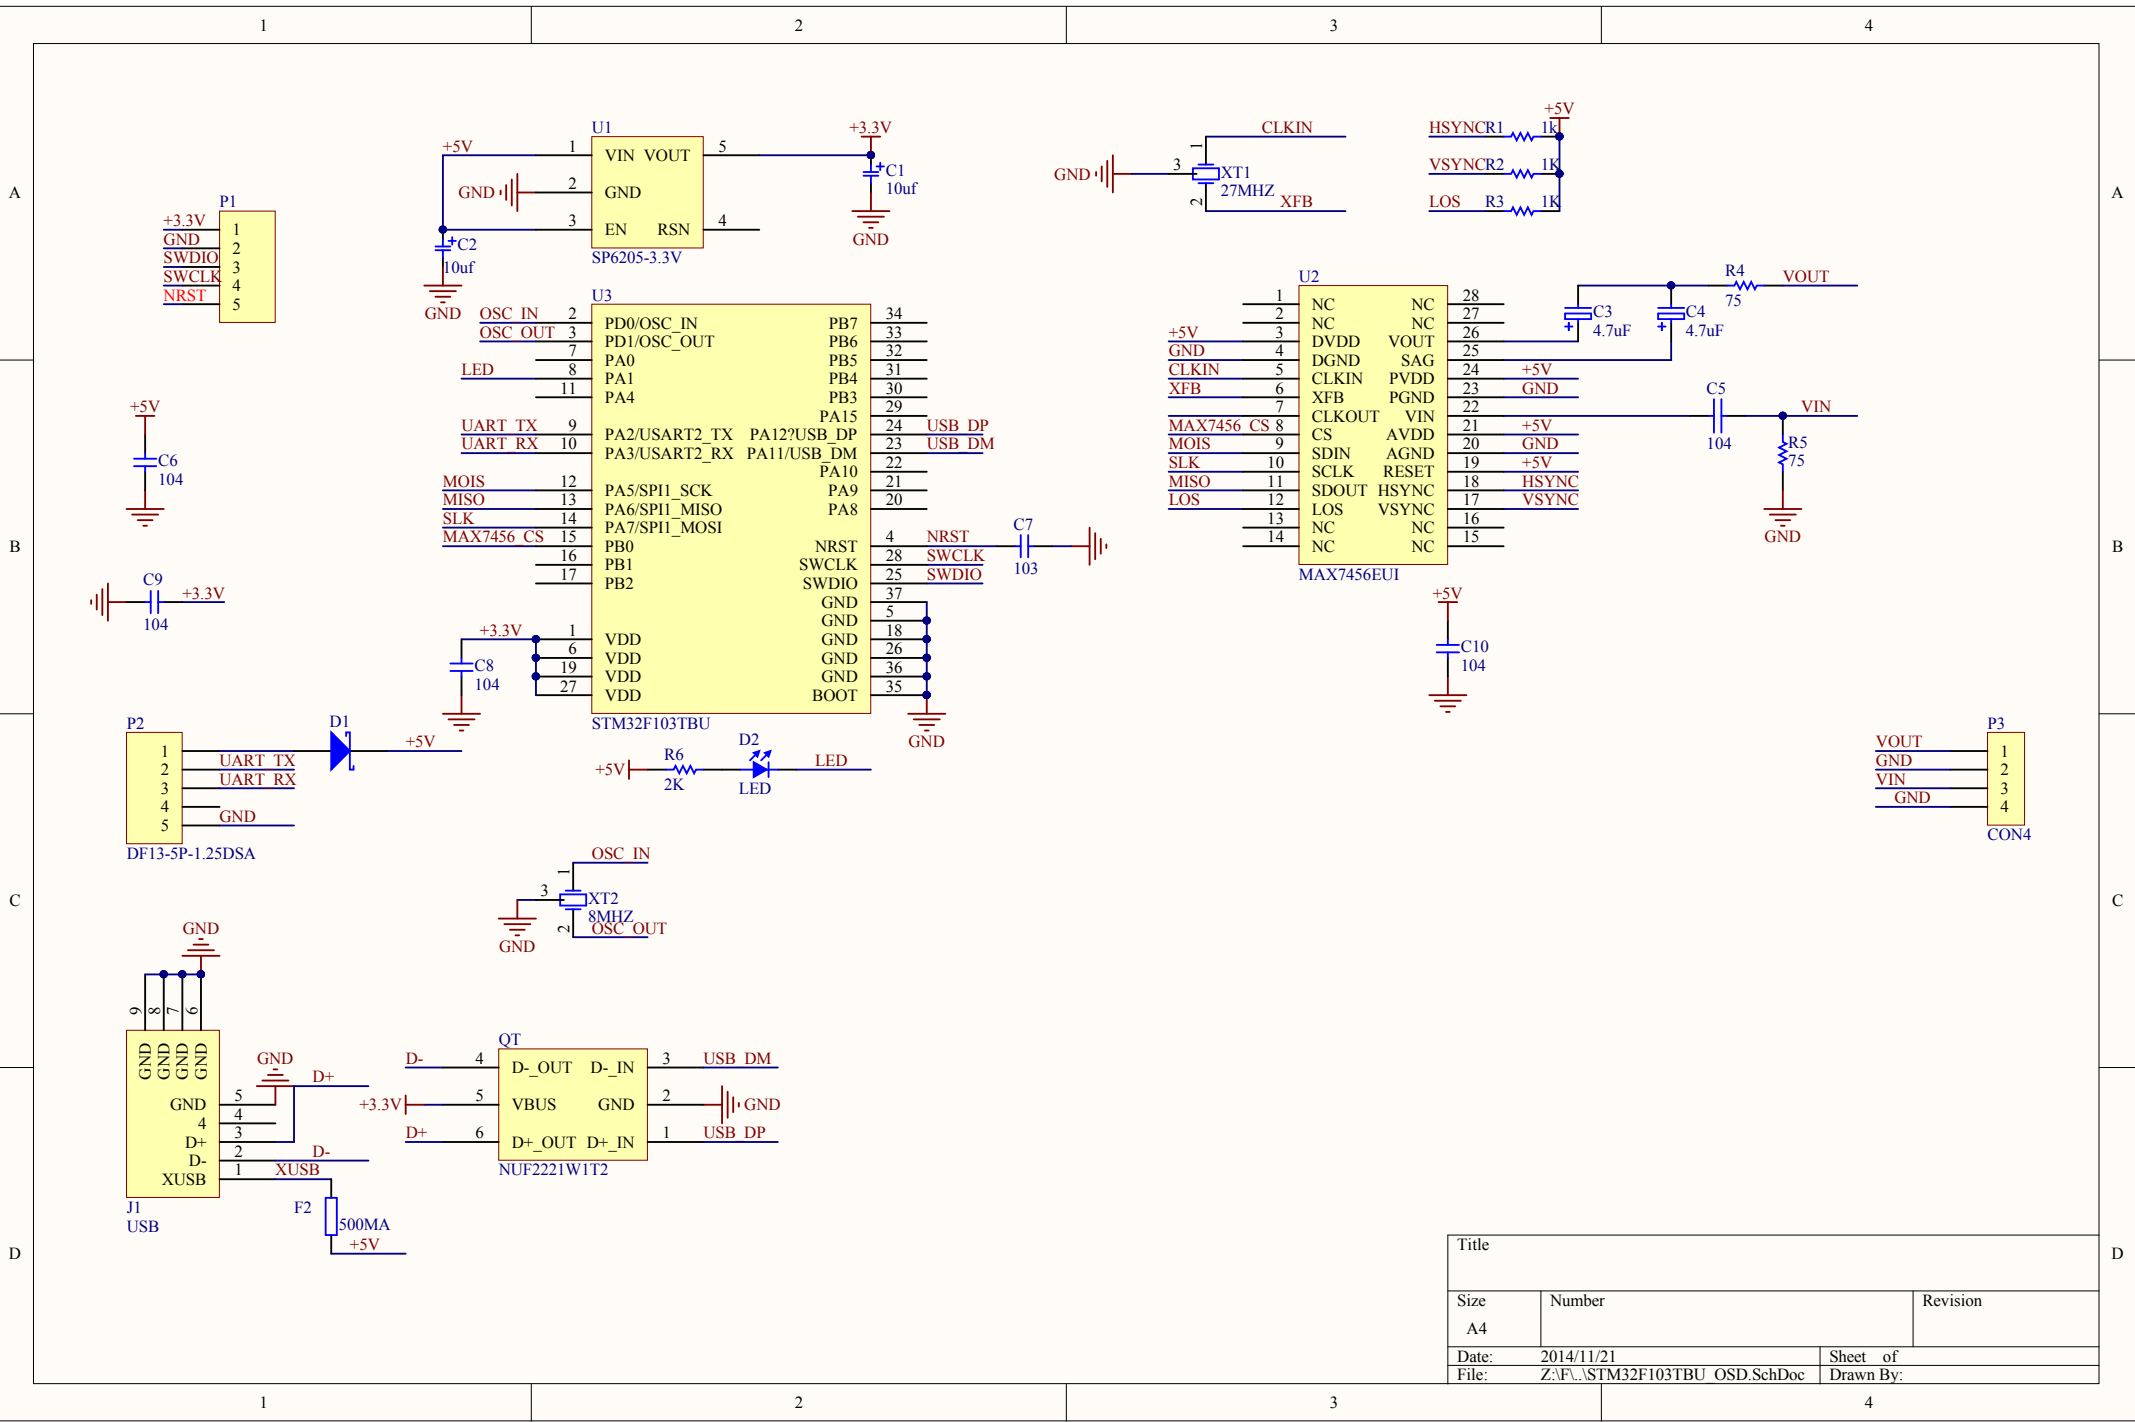 1 2 3 4
A A
B B
C C
D D
1 2 3 4
P1
+3.3V 1
GND 2
SWDIO 3
SWCLK 4
NRST 5
U1
+5V 1 VIN VOUT 5 +3.3V
GND 2 GND
3 EN RSN 4
SP6205-3.3V
C1
10uf
GND
C2
10uf
GND
CLKIN
1
GND 3 XT1
27MHZ
2
XFB
+5V
HSYNC R1 1k
VSYNC R2 1K
LOS R3 1K
U3
OSC_IN 2 PD0/OSC_IN PB7 34
OSC_OUT 3 PD1/OSC_OUT PB6 33
7 PA0 PB5 32
LED 8 PA1 PB4 31
11 PA4 PB3 30
PA15 29
UART_TX 9 PA2/USART2_TX PA12?USB_DP 24 USB_DP
UART_RX 10 PA3/USART2_RX PA11/USB_DM 23 USB_DM
PA10 22
MOIS 12 PA5/SPI1_SCK PA9 21
MISO 13 PA6/SPI1_MISO PA8 20
SLK 14 PA7/SPI1_MOSI
MAX7456_CS 15 PB0 NRST 4 NRST
16 PB1 SWCLK 28 SWCLK
17 PB2 SWDIO 25 SWDIO
GND 37
GND 5
+3.3V 1 VDD GND 18
6 VDD GND 26
19 VDD GND 36
27 VDD BOOT 35
STM32F103TBU
GND
C7
103
C8
104
U2
1 NC NC 28
2 NC NC 27
+5V 3 DVDD VOUT 26
GND 4 DGND SAG 25
CLKIN 5 CLKIN PVDD 24 +5V
XFB 6 XFB PGND 23 GND
7 CLKOUT VIN 22
MAX7456_CS 8 CS AVDD 21 +5V
MOIS 9 SDIN AGND 20 GND
SLK 10 SCLK RESET 19 +5V
MISO 11 SDOUT HSYNC 18 HSYNC
LOS 12 LOS VSYNC 17 VSYNC
13 NC NC 16
14 NC NC 15
MAX7456EUI
R4 VOUT
75
C3
4.7uF
C4
4.7uF
C5
104
VIN
R5
75
GND
+5V
C10
104
+5V
C6
104
C9
+3.3V
104
P2 D1
1 +5V
2 UART_TX
3 UART_RX
4
5 GND
DF13-5P-1.25DSA
+5V R6 D2 LED
2K LED
OSC_IN
1
3 XT2
8MHZ
2 OSC_OUT
GND
P3
VOUT 1
GND 2
VIN 3
GND 4
CON4
GND
9 8 7 6
GND GND GND GND
GND
D+
GND 5
4 4
D+ 3
D- 2 D-
XUSB 1 XUSB
J1
USB
F2
500MA
+5V
QT
D- 4 D-_OUT D-_IN 3 USB_DM
+3.3V 5 VBUS GND 2 GND
D+ 6 D+_OUT D+_IN 1 USB_DP
NUF2221W1T2
Title
Size Number Revision
A4
Date: 2014/11/21 Sheet of
File: Z:\F\..\STM32F103TBU_OSD.SchDoc Drawn By: